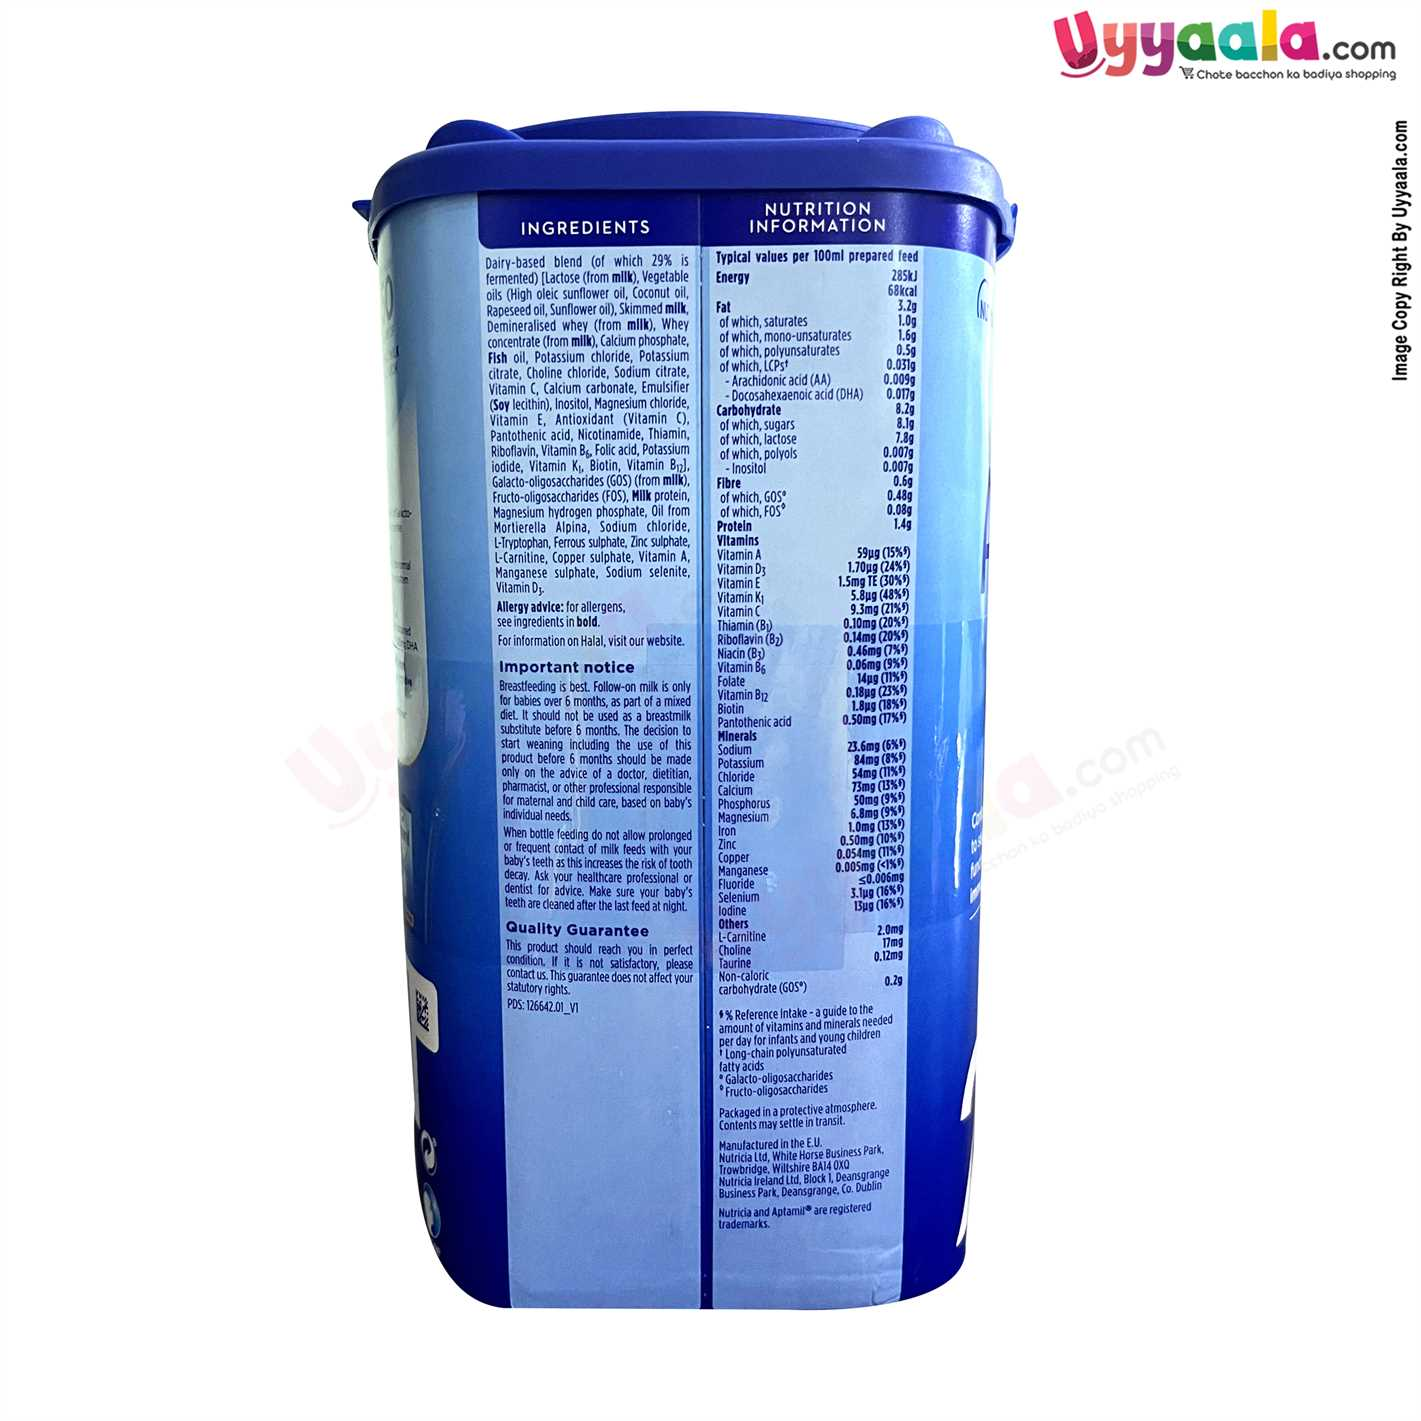 Uyyaala.com
Chote bacchon ka badiya shopping
Image Copy Right By Uyyaala.com
INGREDIENTS
Dairy-based blend (of which 29% is
fermented) [Lactose (from milk), Vegetable
oils (High oleic sunflower oil, Coconut oil,
Rapeseed oil, Sunflower oil), Skimmed milk,
Demineralised whey (from milk), Whey
concentrate (from milk), Calcium phosphate,
Fish oil, Potassium chloride, Potassium
citrate, Choline chloride, Sodium citrate,
Vitamin C, Calcium carbonate, Emulsifier
(Soy lecithin), Inositol, Magnesium chloride,
Vitamin E, Antioxidant (Vitamin C),
Pantothenic acid, Nicotinamide, Thiamin,
Riboflavin, Vitamin B6, Folic acid, Potassium
iodide, Vitamin K1, Biotin, Vitamin B12],
Galacto-oligosaccharides (GOS) (from milk),
Fructo-oligosaccharides (FOS), Milk protein,
Magnesium hydrogen phosphate, Oil from
Mortierella Alpina, Sodium chloride,
L-Tryptophan, Ferrous sulphate, Zinc sulphate,
L-Carnitine, Copper sulphate, Vitamin A,
Manganese sulphate, Sodium selenite,
Vitamin D3.
Allergy advice: for allergens,
see ingredients in bold.
For information on Halal, visit our website.
Important notice
Breastfeeding is best. Follow-on milk is only
for babies over 6 months, as part of a mixed
diet. It should not be used as a breastmilk
substitute before 6 months. The decision to
start weaning including the use of this
product before 6 months should be made
only on the advice of a doctor, dietitian,
pharmacist, or other professional responsible
for maternal and child care, based on baby's
individual needs.
When bottle feeding do not allow prolonged
or frequent contact of milk feeds with your
baby's teeth as this increases the risk of tooth
decay. Ask your healthcare professional or
dentist for advice. Make sure your baby's
teeth are cleaned after the last feed at night.
Quality Guarantee
This product should reach you in perfect
condition. If it is not satisfactory, please
contact us. This guarantee does not affect your
statutory rights.
PDS: 126642.01_V1
NUTRITION
INFORMATION
Typical values per 100ml prepared feed
Energy 285kJ
68kcal
Fat 3.2g
of which, saturates 1.0g
of which, mono-unsaturates 1.6g
of which, polyunsaturates 0.5g
of which, LCPs† 0.031g
- Arachidonic acid (AA) 0.009g
- Docosahexaenoic acid (DHA) 0.017g
Carbohydrate 8.2g
of which, sugars 8.1g
of which, lactose 7.8g
of which, polyols 0.007g
- Inositol 0.007g
Fibre 0.6g
of which, GOS° 0.48g
of which, FOS◊ 0.08g
Protein 1.4g
Vitamins
Vitamin A 59µg (15%§)
Vitamin D3 1.70µg (24%§)
Vitamin E 1.5mg TE (30%§)
Vitamin K1 5.8µg (48%§)
Vitamin C 9.3mg (21%§)
Thiamin (B1) 0.10mg (20%§)
Riboflavin (B2) 0.14mg (20%§)
Niacin (B3) 0.46mg (7%§)
Vitamin B6 0.06mg (9%§)
Folate 14µg (11%§)
Vitamin B12 0.18µg (23%§)
Biotin 1.8µg (18%§)
Pantothenic acid 0.50mg (17%§)
Minerals
Sodium 23.6mg (6%§)
Potassium 84mg (8%§)
Chloride 54mg (11%§)
Calcium 73mg (13%§)
Phosphorus 50mg (9%§)
Magnesium 6.8mg (9%§)
Iron 1.0mg (13%§)
Zinc 0.50mg (10%§)
Copper 0.054mg (11%§)
Manganese 0.005mg (<1%§)
Fluoride ≤0.006mg
Selenium 3.1µg (16%§)
Iodine 13µg (16%§)
Others
L-Carnitine 2.0mg
Choline 17mg
Taurine 0.12mg
Non-caloric
carbohydrate (GOS°) 0.2g
§ % Reference Intake - a guide to the
amount of vitamins and minerals needed
per day for infants and young children
† Long-chain polyunsaturated
fatty acids
° Galacto-oligosaccharides
◊ Fructo-oligosaccharides
Packaged in a protective atmosphere.
Contents may settle in transit.
Manufactured in the E.U.
Nutricia Ltd, White Horse Business Park,
Trowbridge, Wiltshire BA14 0XQ
Nutricia Ireland Ltd, Block 1, Deansgrange
Business Park, Deansgrange, Co. Dublin
Nutricia and Aptamil® are registered
trademarks.
Uyyaala.com
Chote bacchon ka badiya shopping